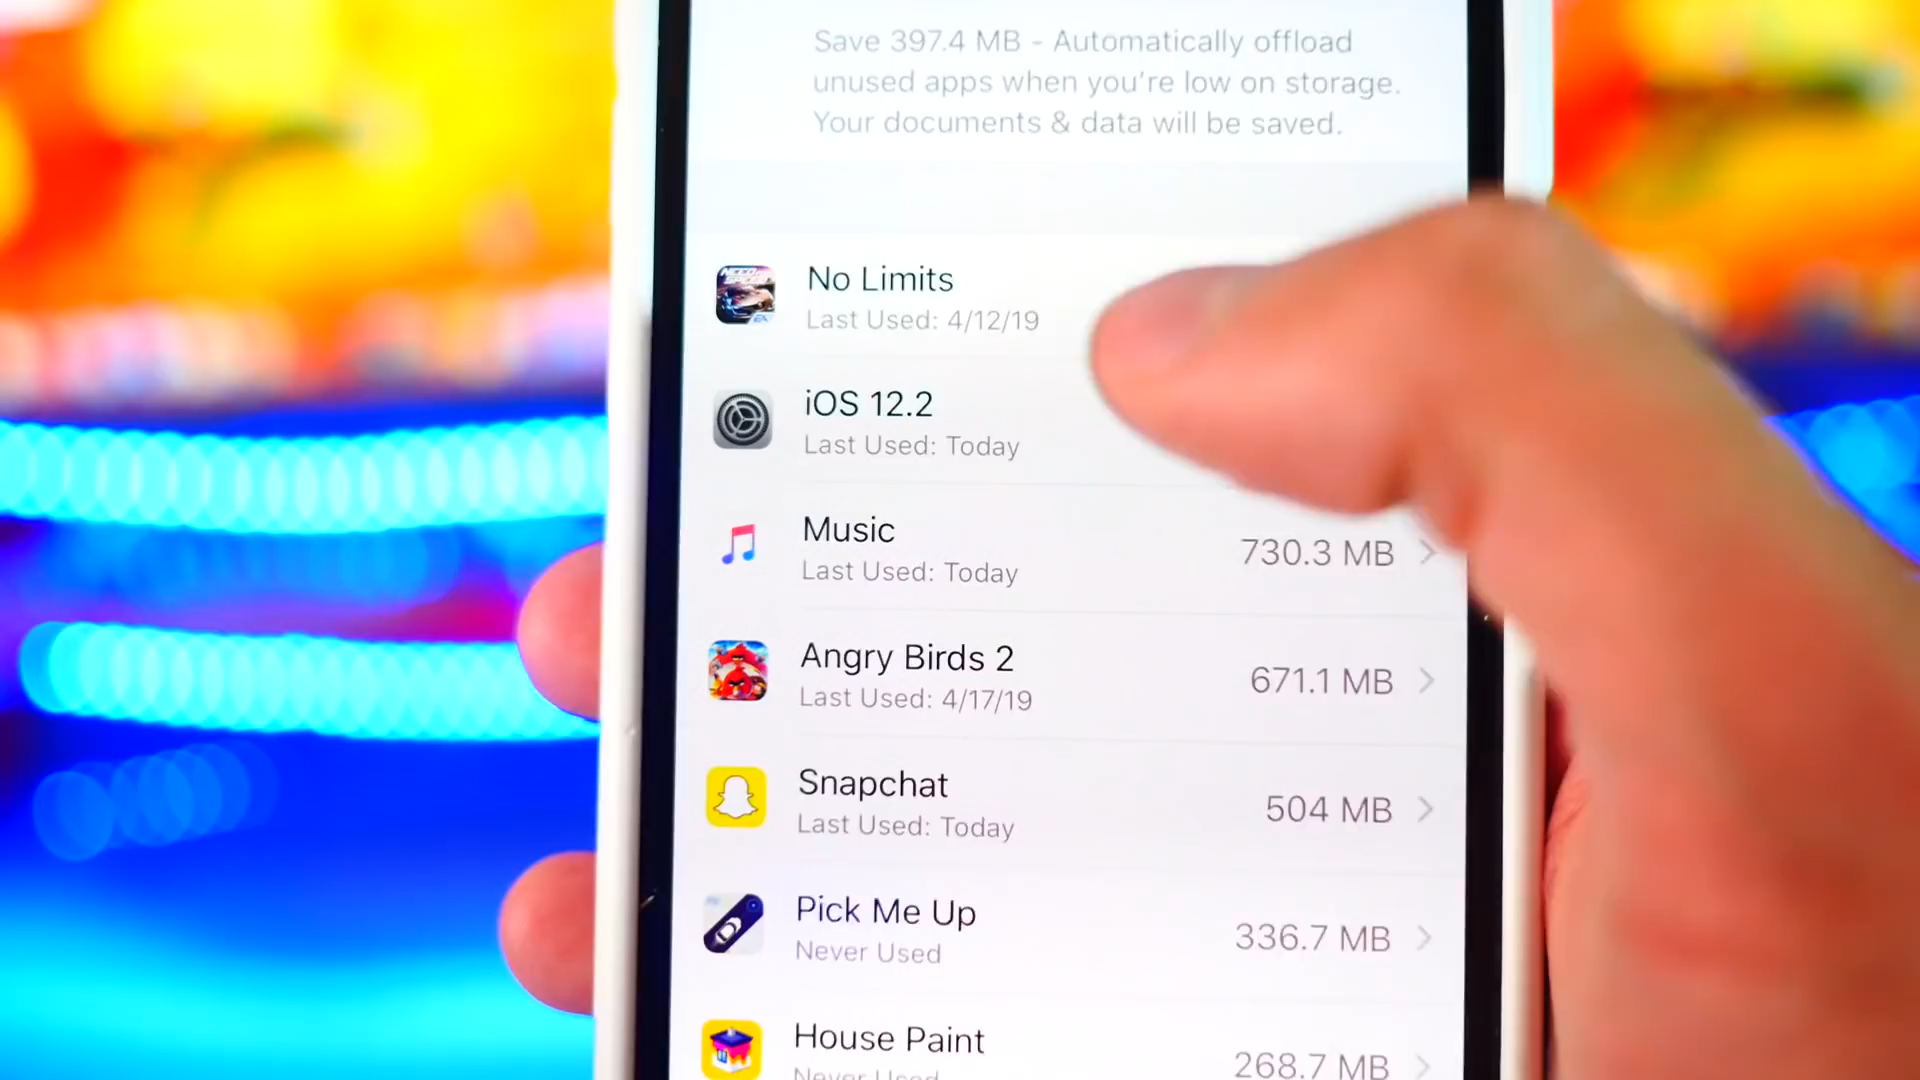 Save 397.4 MB - Automatically offload
unused apps when you're low on storage.
Your documents & data will be saved.
No Limits
Last Used: 4/12/19
iOS 12.2
Last Used: Today
Music
Last Used: Today
730.3 MB
Angry Birds 2
Last Used: 4/17/19
671.1 MB
Snapchat
Last Used: Today
504 MB
Pick Me Up
Never Used
336.7 MB
House Paint
Never Used
268.7 MB